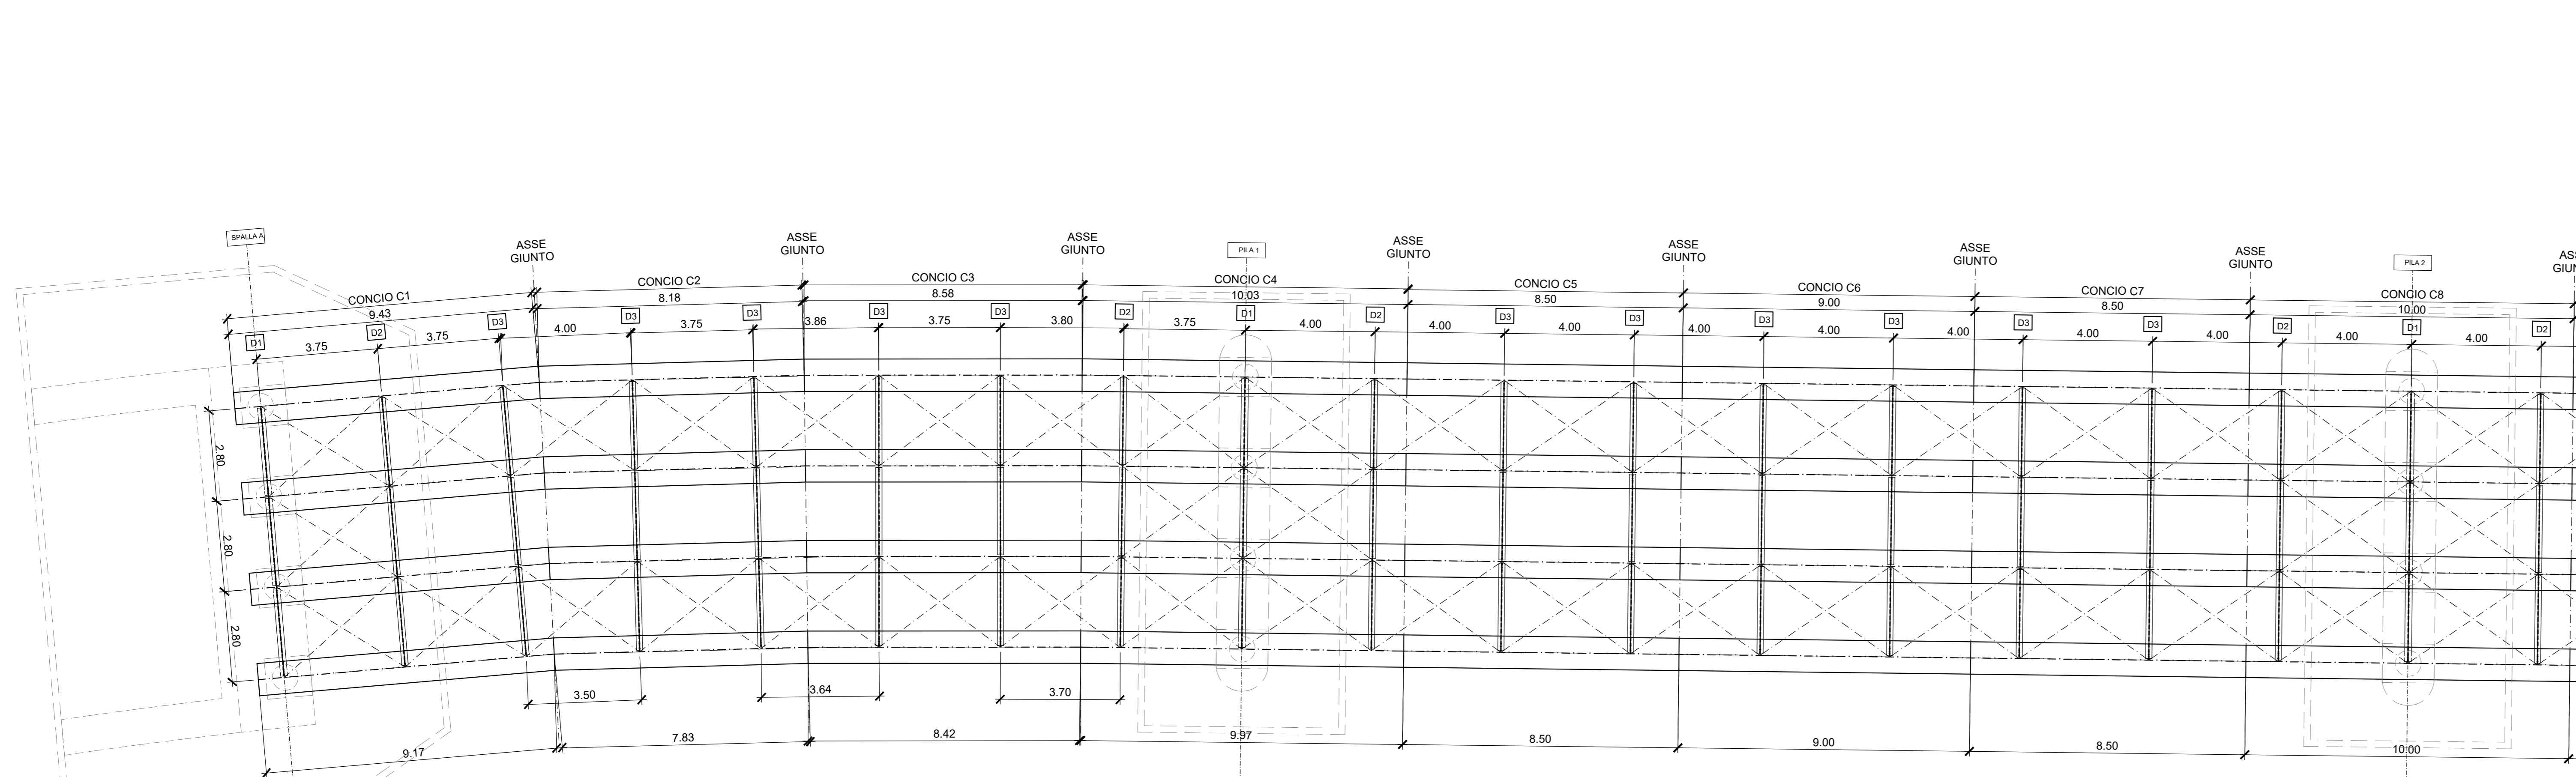 SPALLA A
ASSE
GIUNTO
ASSE
GIUNTO
ASSE
GIUNTO
PILA 1
ASSE
GIUNTO
ASSE
GIUNTO
ASSE
GIUNTO
ASSE
GIUNTO
PILA 2
CONCIO C1
CONCIO C2
CONCIO C3
CONCIO C4
CONCIO C5
CONCIO C6
CONCIO C7
CONCIO C8
9.43
8.18
8.58
10.03
8.50
9.00
8.50
10.00
D1
D2
D3
D3
D3
D3
D3
D2
D1
D2
D3
D3
D3
D3
D3
D3
D2
D1
D2
3.75
3.75
4.00
3.75
3.86
3.75
3.80
3.75
4.00
4.00
4.00
4.00
4.00
4.00
4.00
4.00
4.00
4.00
2.80
2.80
2.80
3.50
3.64
3.70
9.17
7.83
8.42
9.97
8.50
9.00
8.50
10.00